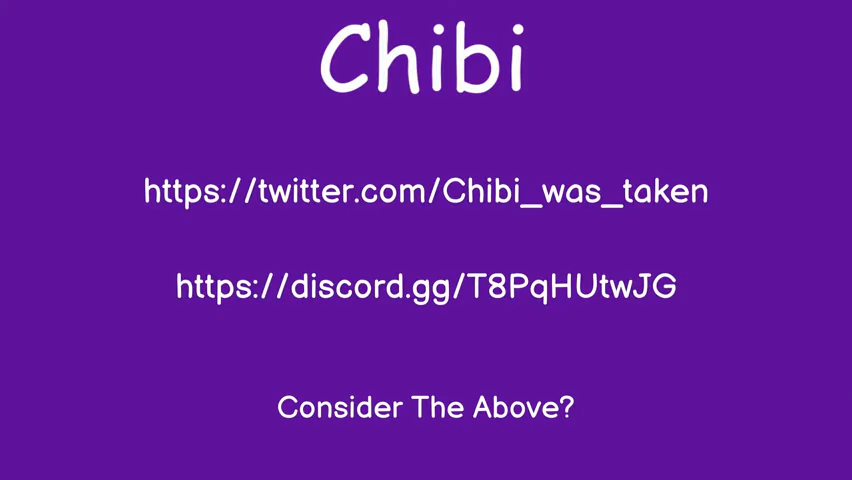 Chibi
https://twitter.com/Chibi_was_taken
https://discord.gg/T8PqHUtwJG
Consider The Above?